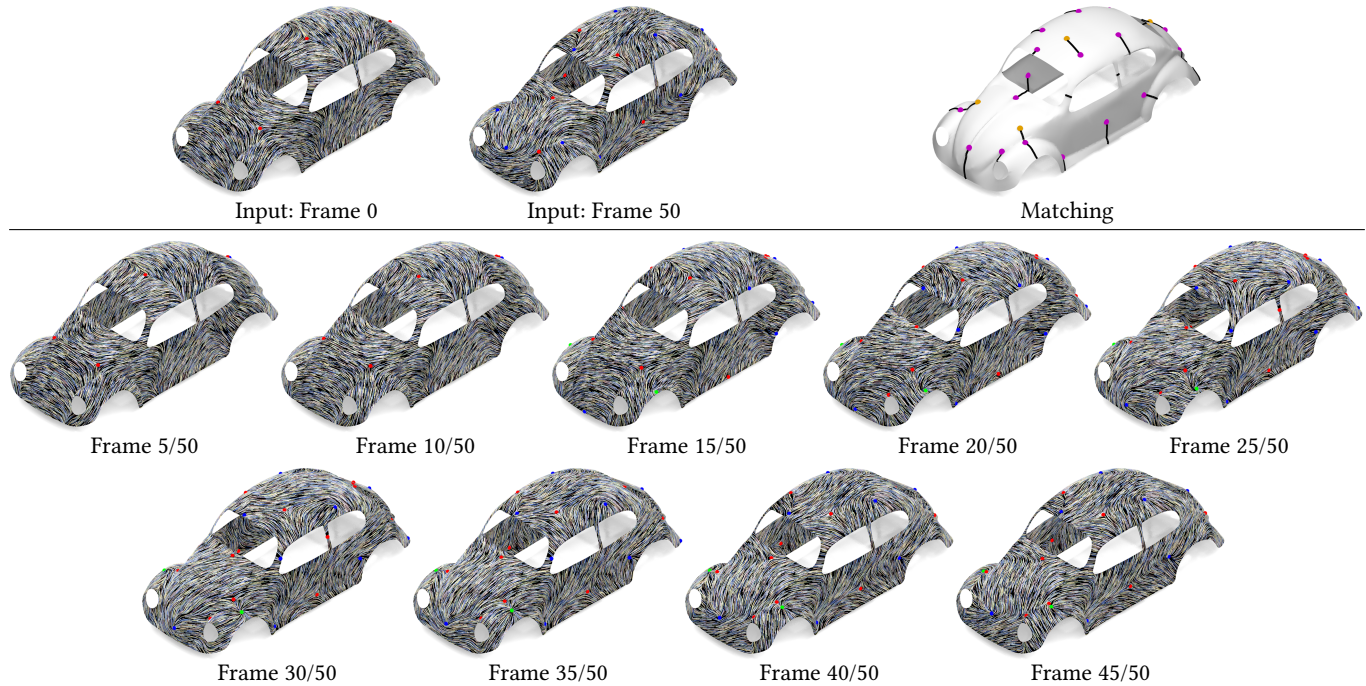 Input: Frame 0
Input: Frame 50
Matching
Frame 5/50
Frame 10/50
Frame 15/50
Frame 20/50
Frame 25/50
Frame 30/50
Frame 35/50
Frame 40/50
Frame 45/50